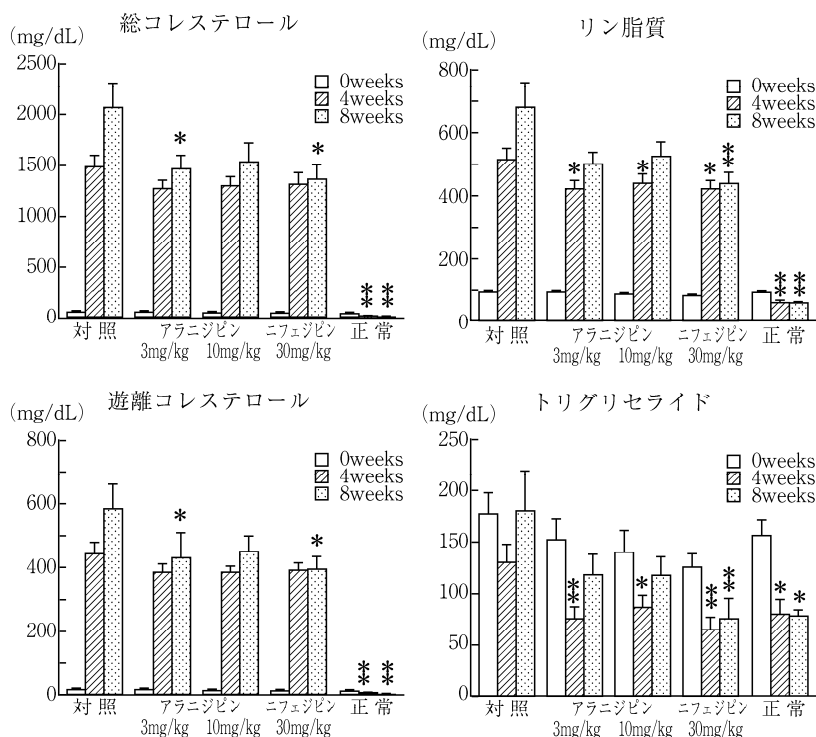 総コレステロール
(mg/dL)
2500
2000
1500
1000
500
0
0weeks
4weeks
8weeks
*
*
**
**
対 照
アラニジピン
ニフェジピン
正 常
3mg/kg
10mg/kg
30mg/kg
リン脂質
(mg/dL)
800
600
400
200
0
0weeks
4weeks
8weeks
*
*
*
**
**
**
対 照
アラニジピン
ニフェジピン
正 常
3mg/kg
10mg/kg
30mg/kg
遊離コレステロール
(mg/dL)
800
600
400
200
0
0weeks
4weeks
8weeks
*
*
**
**
対 照
アラニジピン
ニフェジピン
正 常
3mg/kg
10mg/kg
30mg/kg
トリグリセライド
(mg/dL)
250
200
150
100
50
0
0weeks
4weeks
8weeks
**
*
**
**
*
*
対 照
アラニジピン
ニフェジピン
正 常
3mg/kg
10mg/kg
30mg/kg